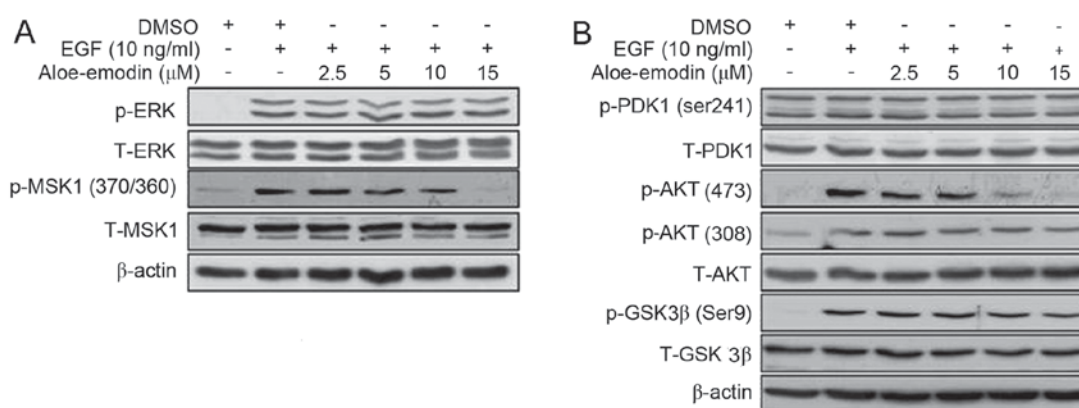 A
DMSO + + - - - -
EGF (10 ng/ml) - + + + + +
Aloe-emodin (μM) - - 2.5 5 10 15
p-ERK
T-ERK
p-MSK1 (370/360)
T-MSK1
β-actin
B
DMSO + + - - - -
EGF (10 ng/ml) - + + + + +
Aloe-emodin (μM) - - 2.5 5 10 15
p-PDK1 (ser241)
T-PDK1
p-AKT (473)
p-AKT (308)
T-AKT
p-GSK3β (Ser9)
T-GSK 3β
β-actin